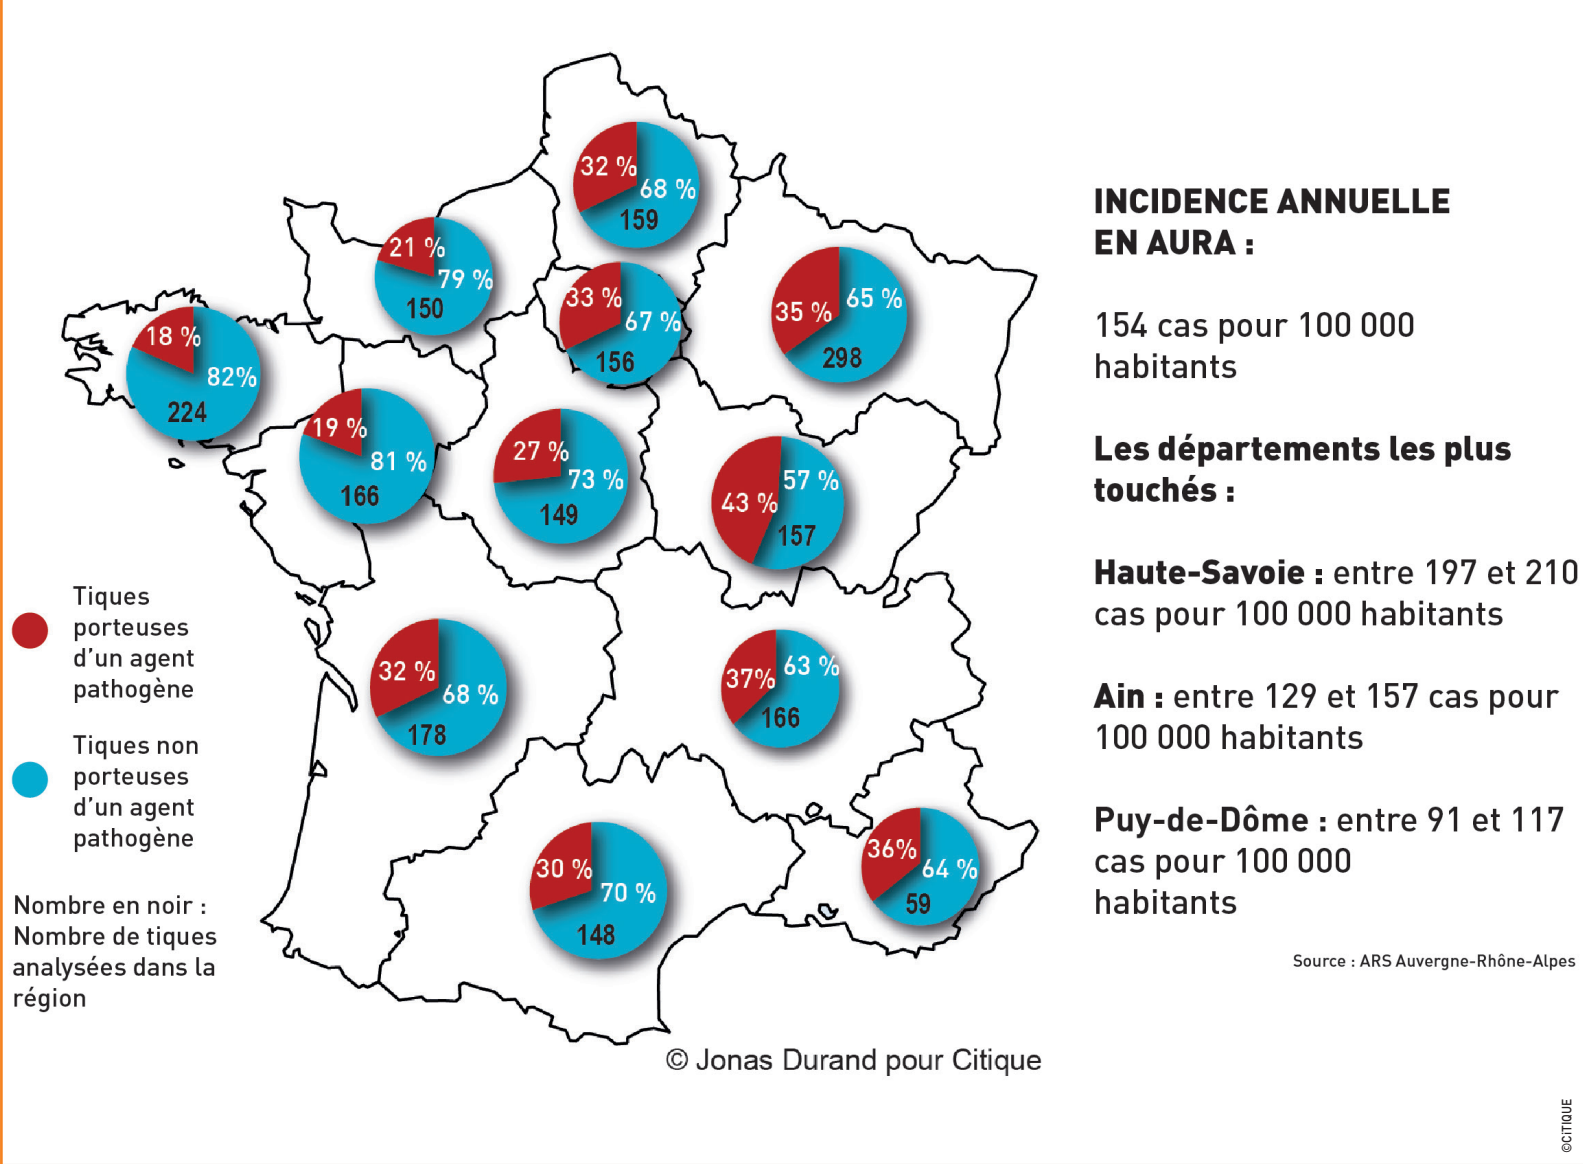 32 %
68 %
159
21 %
79 %
150
33 %
67 %
156
35 %
65 %
298
18 %
82%
224
19 %
81 %
166
27 %
73 %
149
43 %
57 %
157
32 %
68 %
178
37%
63 %
166
30 %
70 %
148
36%
64 %
59
Tiques
porteuses
d’un agent
pathogène
Tiques non
porteuses
d’un agent
pathogène
Nombre en noir :
Nombre de tiques
analysées dans la
région
© Jonas Durand pour Citique
INCIDENCE ANNUELLE
EN AURA :
154 cas pour 100 000
habitants
Les départements les plus
touchés :
Haute-Savoie : entre 197 et 210
cas pour 100 000 habitants
Ain : entre 129 et 157 cas pour
100 000 habitants
Puy-de-Dôme : entre 91 et 117
cas pour 100 000
habitants
Source : ARS Auvergne-Rhône-Alpes
©CiTIQUE